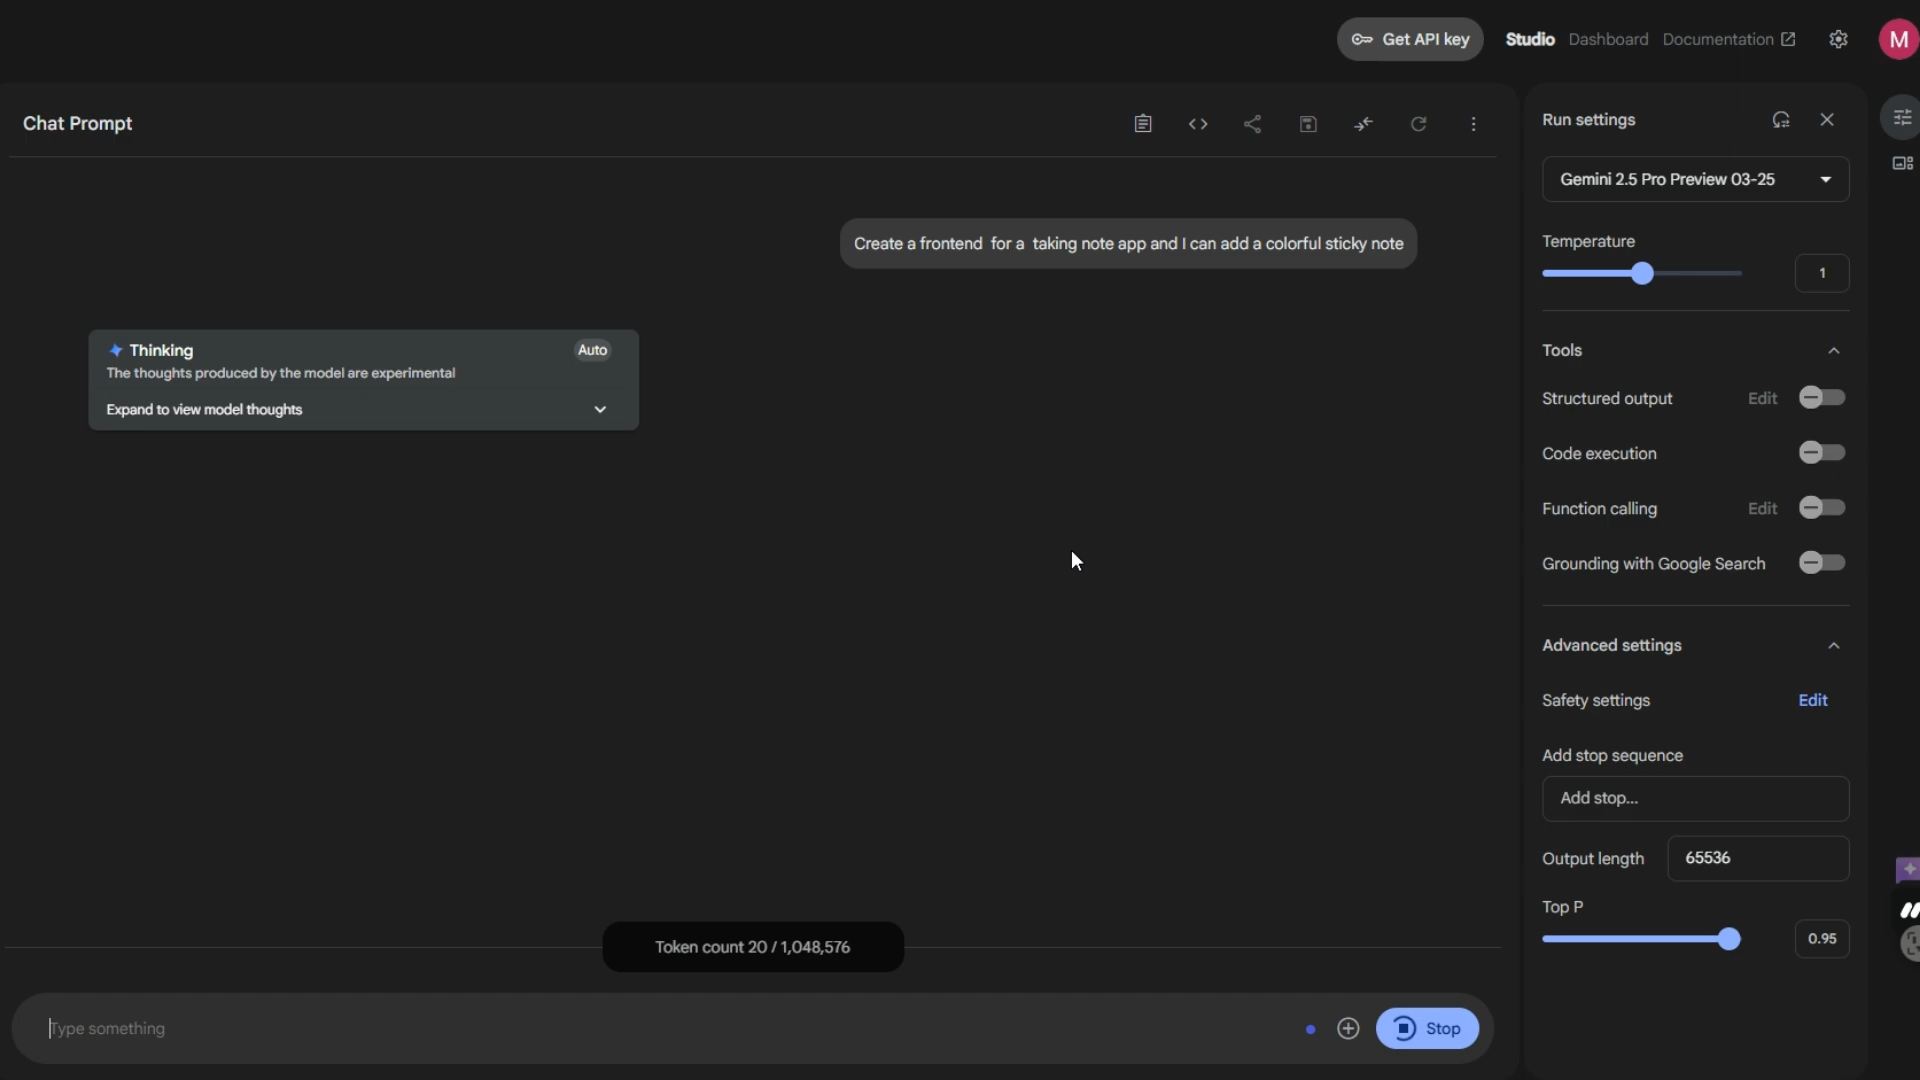 Get API key
Studio
Dashboard
Documentation
M
Chat Prompt
Run settings
Gemini 2.5 Pro Preview 03-25
Create a frontend  for a  taking note app and I can add a colorful sticky note
Temperature
1
Thinking
Auto
The thoughts produced by the model are experimental
Expand to view model thoughts
Tools
Structured output
Edit
Code execution
Function calling
Edit
Grounding with Google Search
Advanced settings
Safety settings
Edit
Add stop sequence
Add stop...
Output length
65536
Top P
0.95
Token count 20 / 1,048,576
Type something
Stop